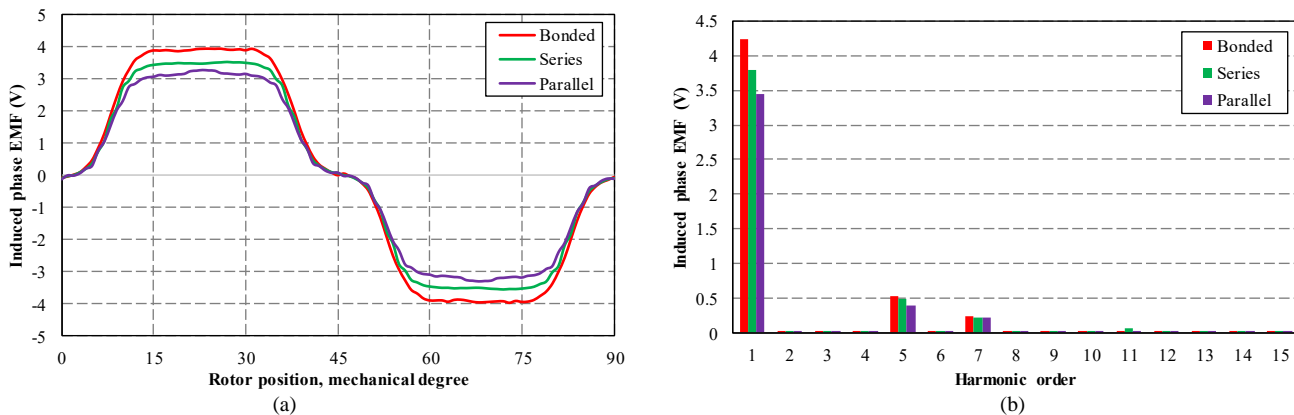 5
4
3
2
1
0
-1
-2
-3
-4
-5
Induced phase EMF (V)
Bonded
Series
Parallel
0 15 30 45 60 75 90
Rotor position, mechanical degree
(a)
4.5
4
3.5
3
2.5
2
1.5
1
0.5
0
Induced phase EMF (V)
Bonded
Series
Parallel
1 2 3 4 5 6 7 8 9 10 11 12 13 14 15
Harmonic order
(b)